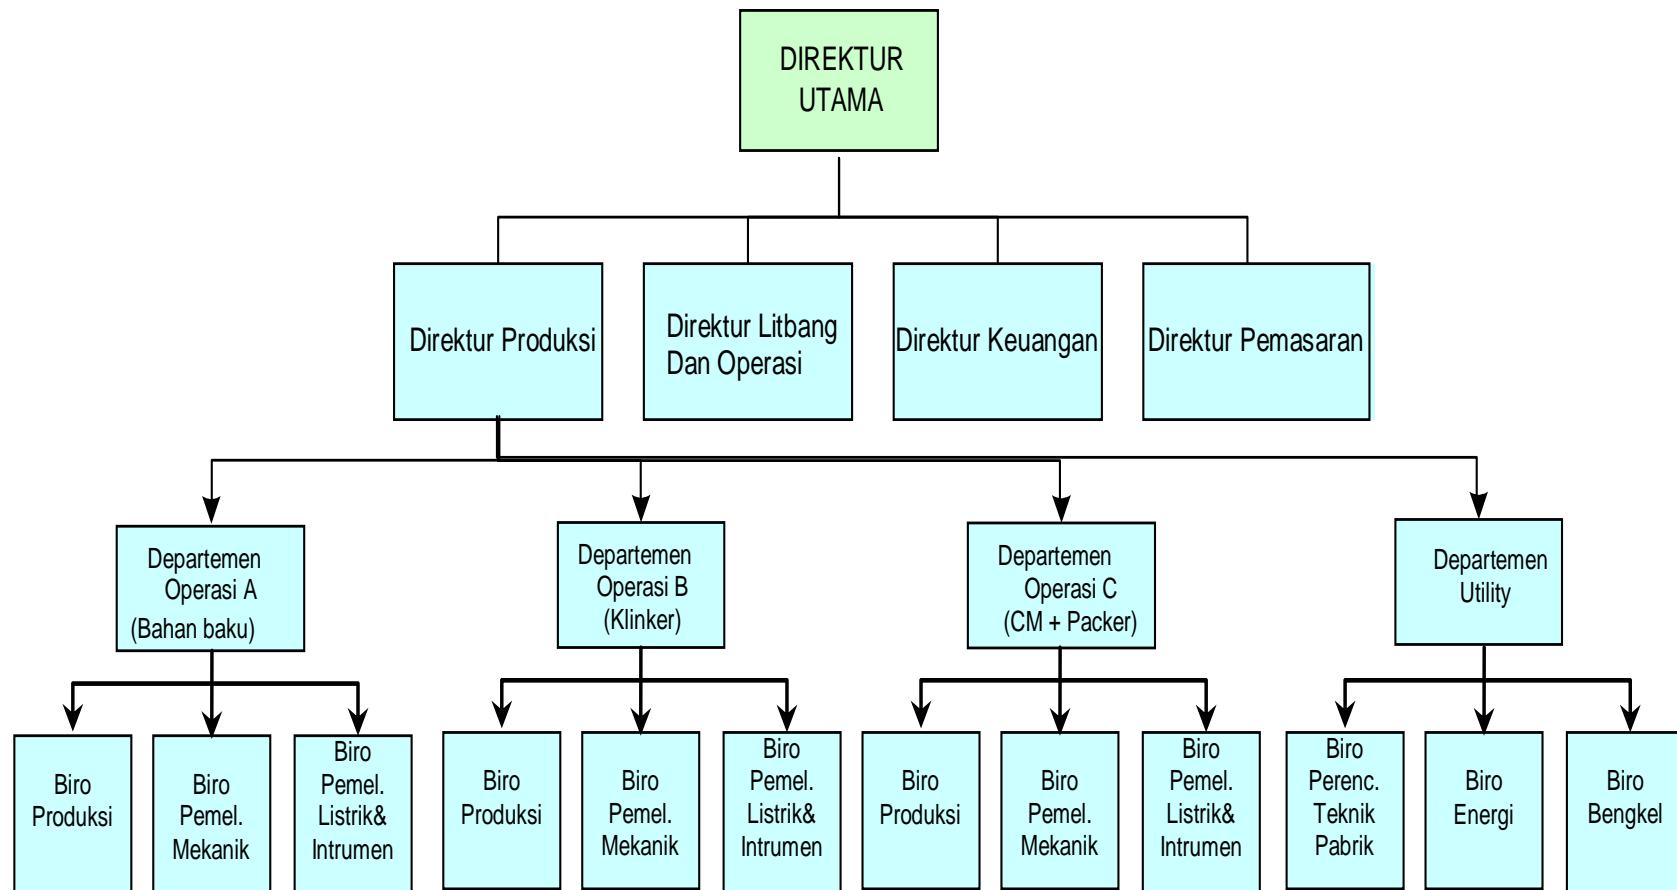 DIREKTUR
UTAMA
Direktur Produksi
Direktur Litbang
Dan Operasi
Direktur Keuangan
Direktur Pemasaran
Departemen
Operasi A
(Bahan baku)
Departemen
Operasi B
(Klinker)
Departemen
Operasi C
(CM + Packer)
Departemen
Utility
Biro
Produksi
Biro
Pemel.
Mekanik
Biro
Pemel.
Listrik&
Intrumen
Biro
Produksi
Biro
Pemel.
Mekanik
Biro
Pemel.
Listrik&
Intrumen
Biro
Produksi
Biro
Pemel.
Mekanik
Biro
Pemel.
Listrik&
Intrumen
Biro
Perenc.
Teknik
Pabrik
Biro
Energi
Biro
Bengkel